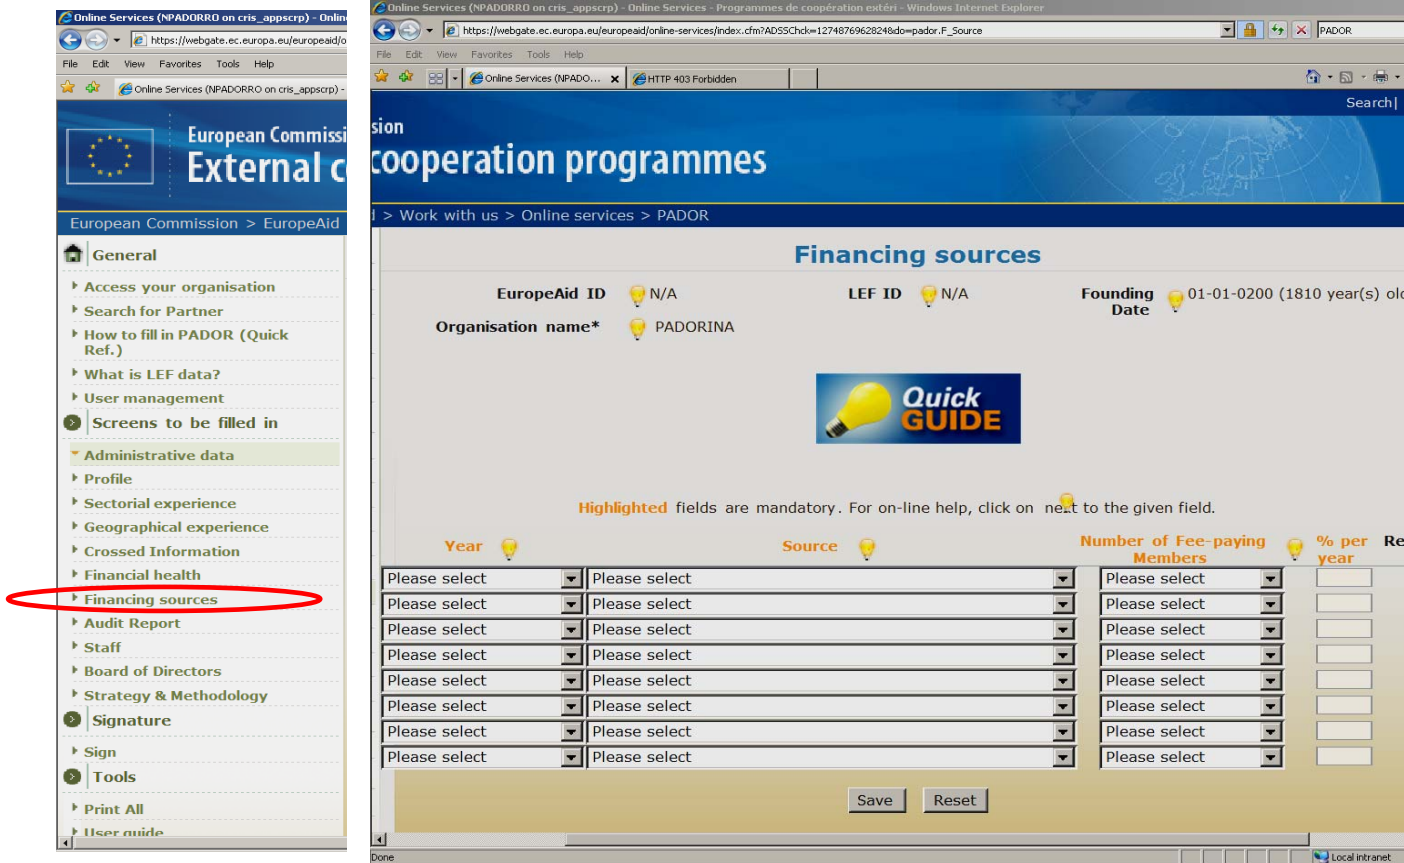 Online Services (NPADORRO on cris_appscrp) - Onlin
https://webgate.ec.europa.eu/europeaid/o
File Edit View Favorites Tools Help
Online Services (NPADORRO on cris_appscrp) -
European Commissi
External c
European Commission > EuropeAid
General
Access your organisation
Search for Partner
How to fill in PADOR (Quick
Ref.)
What is LEF data?
User management
Screens to be filled in
Administrative data
Profile
Sectorial experience
Geographical experience
Crossed Information
Financial health
Financing sources
Audit Report
Staff
Board of Directors
Strategy & Methodology
Signature
Sign
Tools
Print All
User guide
Online Services (NPADORRO on cris_appscrp) - Online Services - Programmes de coopération extéri - Windows Internet Explorer
https://webgate.ec.europa.eu/europeaid/online-services/index.cfm?ADSSChck=1274876962824&do=pador.F_Source PADOR
File Edit View Favorites Tools Help
Online Services (NPADO... HTTP 403 Forbidden
Search|
sion
cooperation programmes
d > Work with us > Online services > PADOR
Financing sources
EuropeAid ID N/A LEF ID N/A Founding Date 01-01-0200 (1810 year(s) old
Organisation name* PADORINA
Quick
GUIDE
Highlighted fields are mandatory. For on-line help, click on next to the given field.
Year Source Number of Fee-paying Members % per year Re
Please select Please select Please select
Please select Please select Please select
Please select Please select Please select
Please select Please select Please select
Please select Please select Please select
Please select Please select Please select
Please select Please select Please select
Please select Please select Please select
Save Reset
Done Local intranet